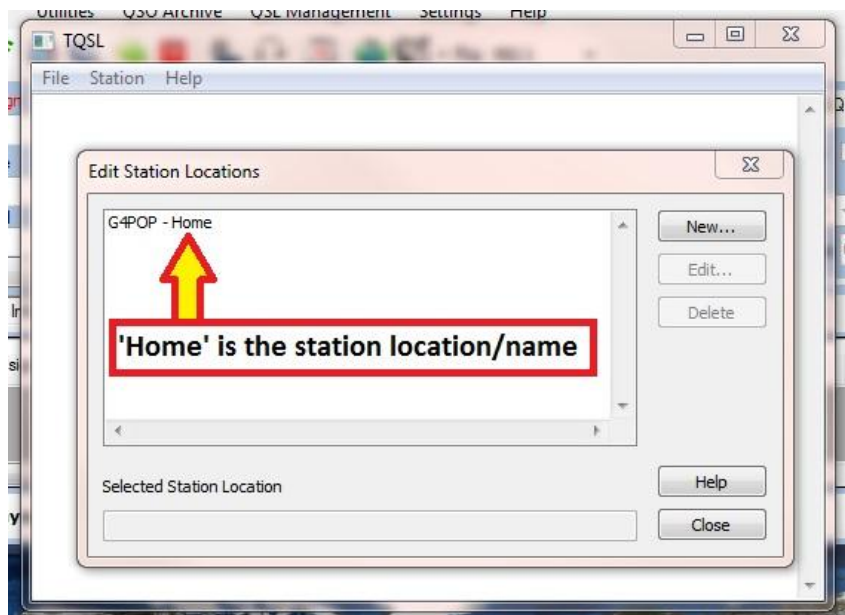 Utilities QSO Archive QSL Management Settings Help
TQSL
File Station Help
Edit Station Locations
G4POP - Home
New...
Edit...
Delete
'Home' is the station location/name
Selected Station Location
Help
Close